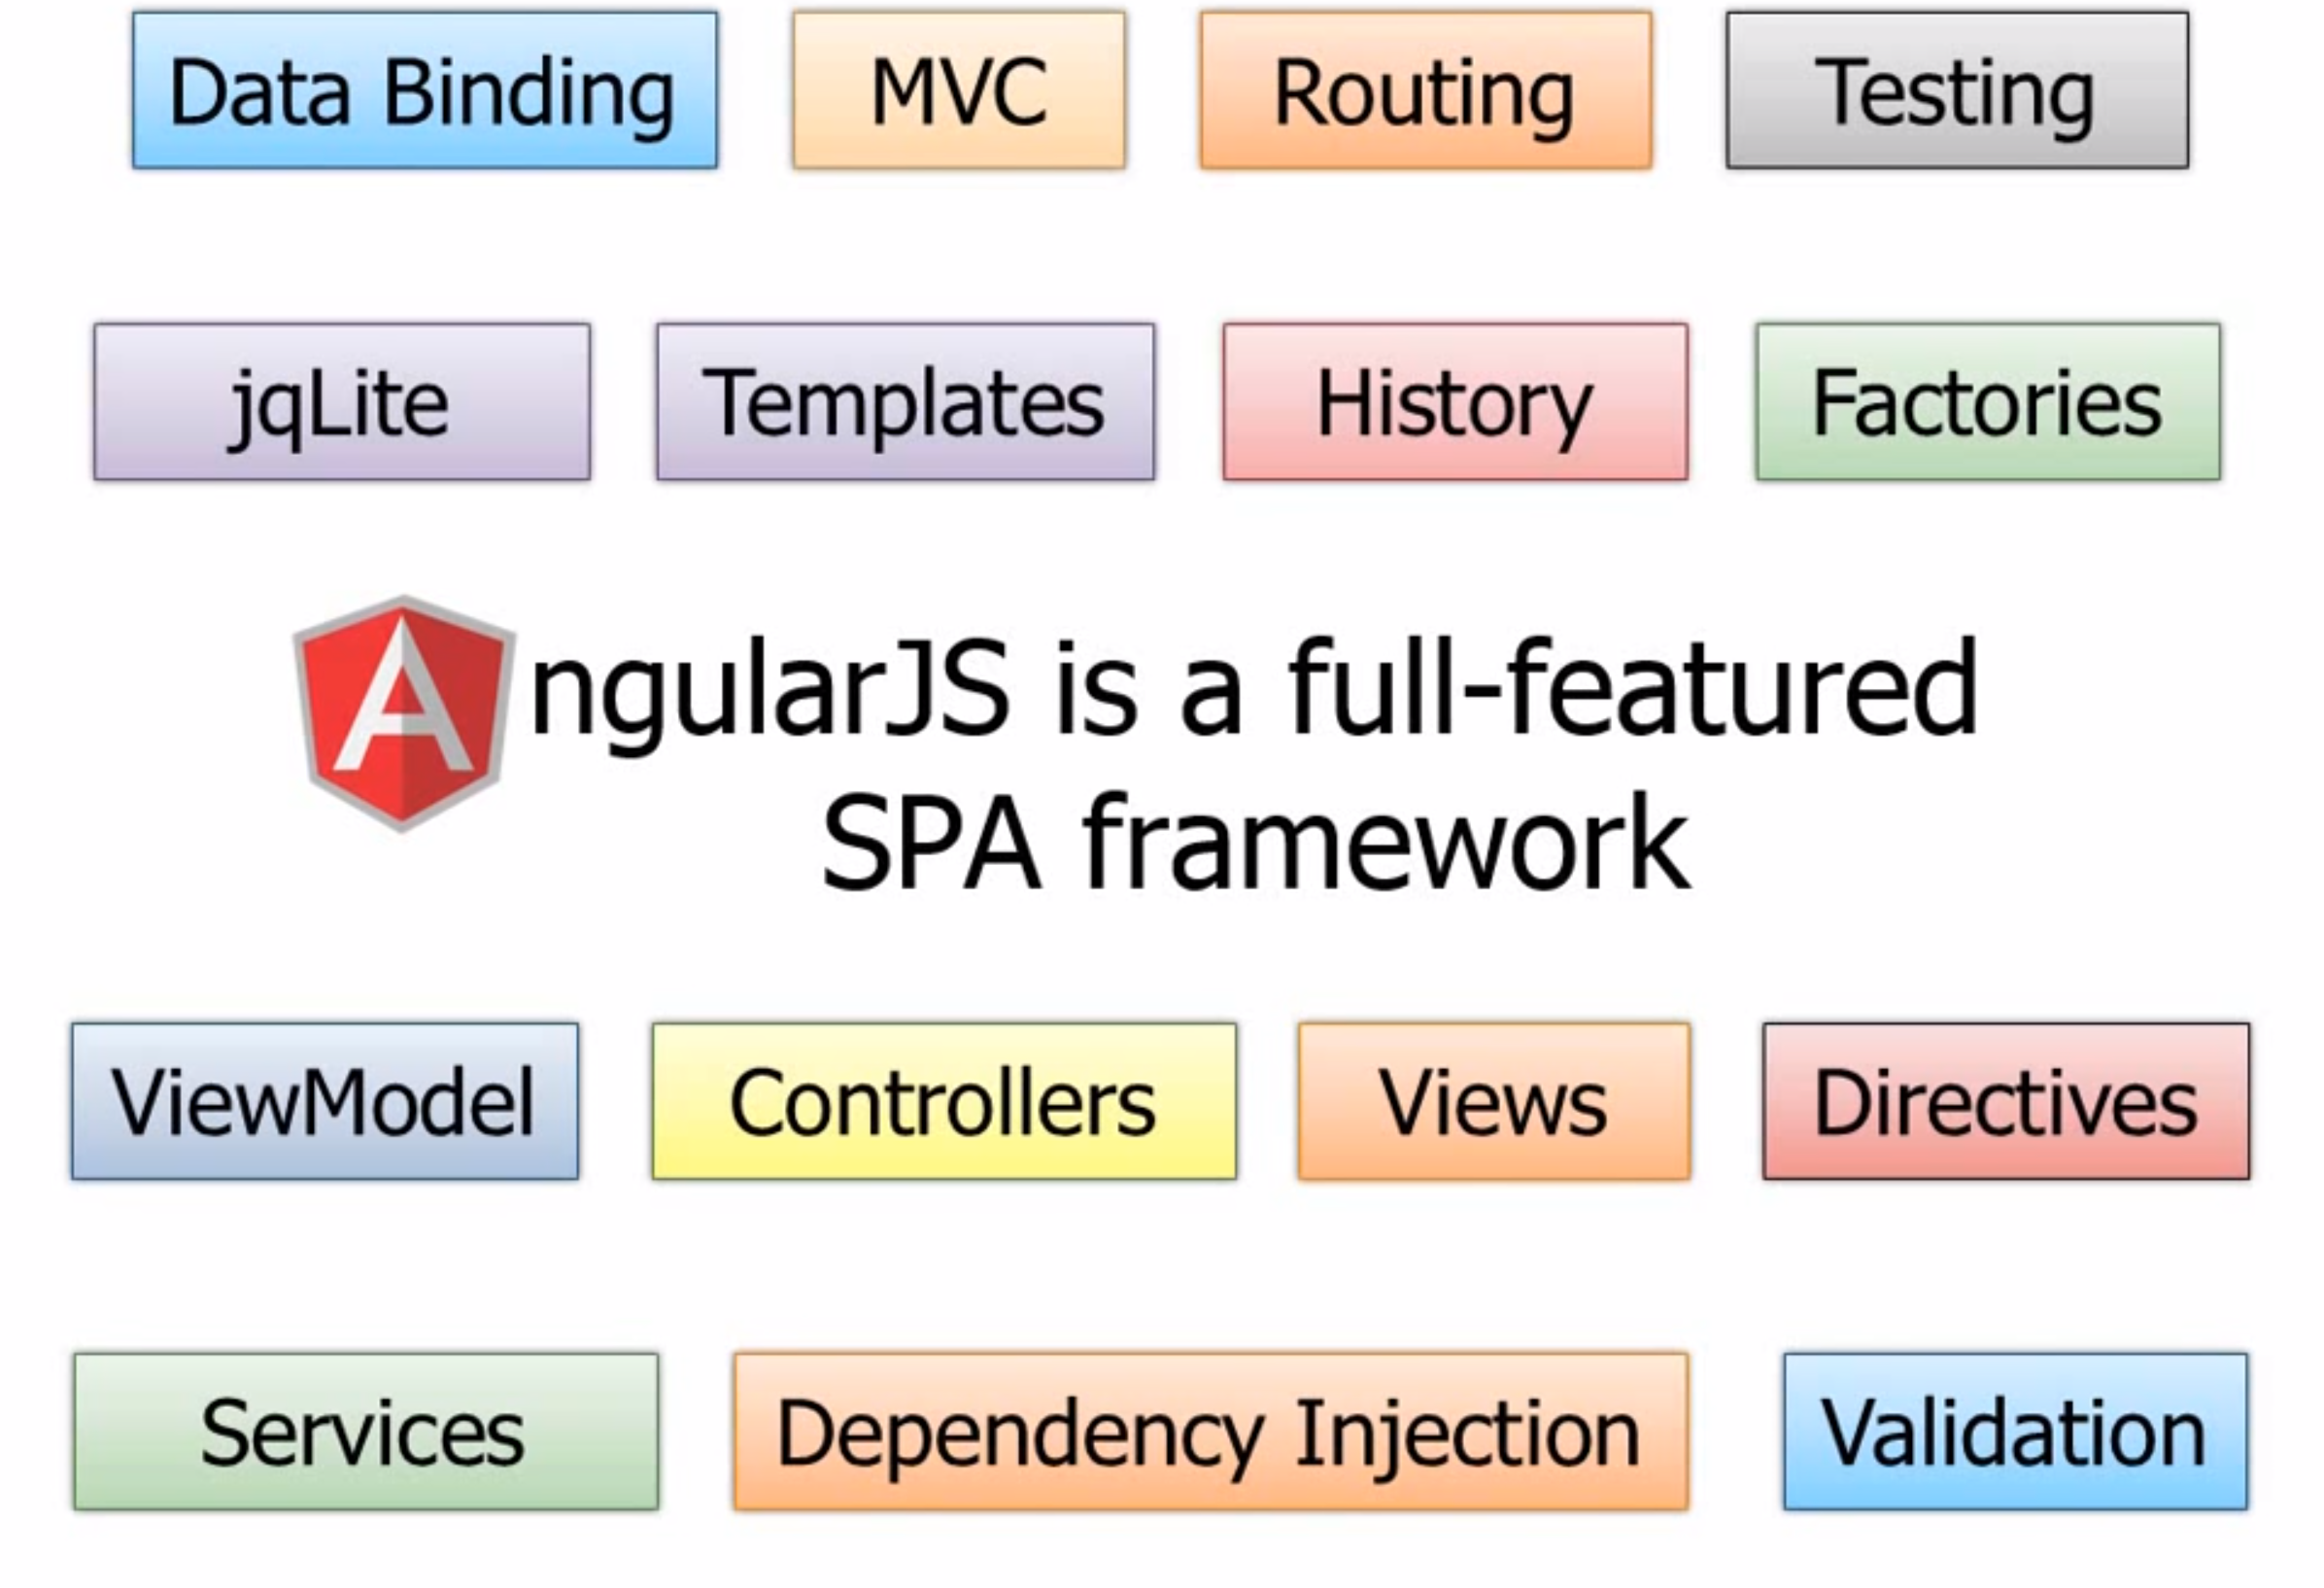 Data Binding
MVC
Routing
Testing
jqLite
Templates
History
Factories
AngularJS is a full-featured
SPA framework
ViewModel
Controllers
Views
Directives
Services
Dependency Injection
Validation